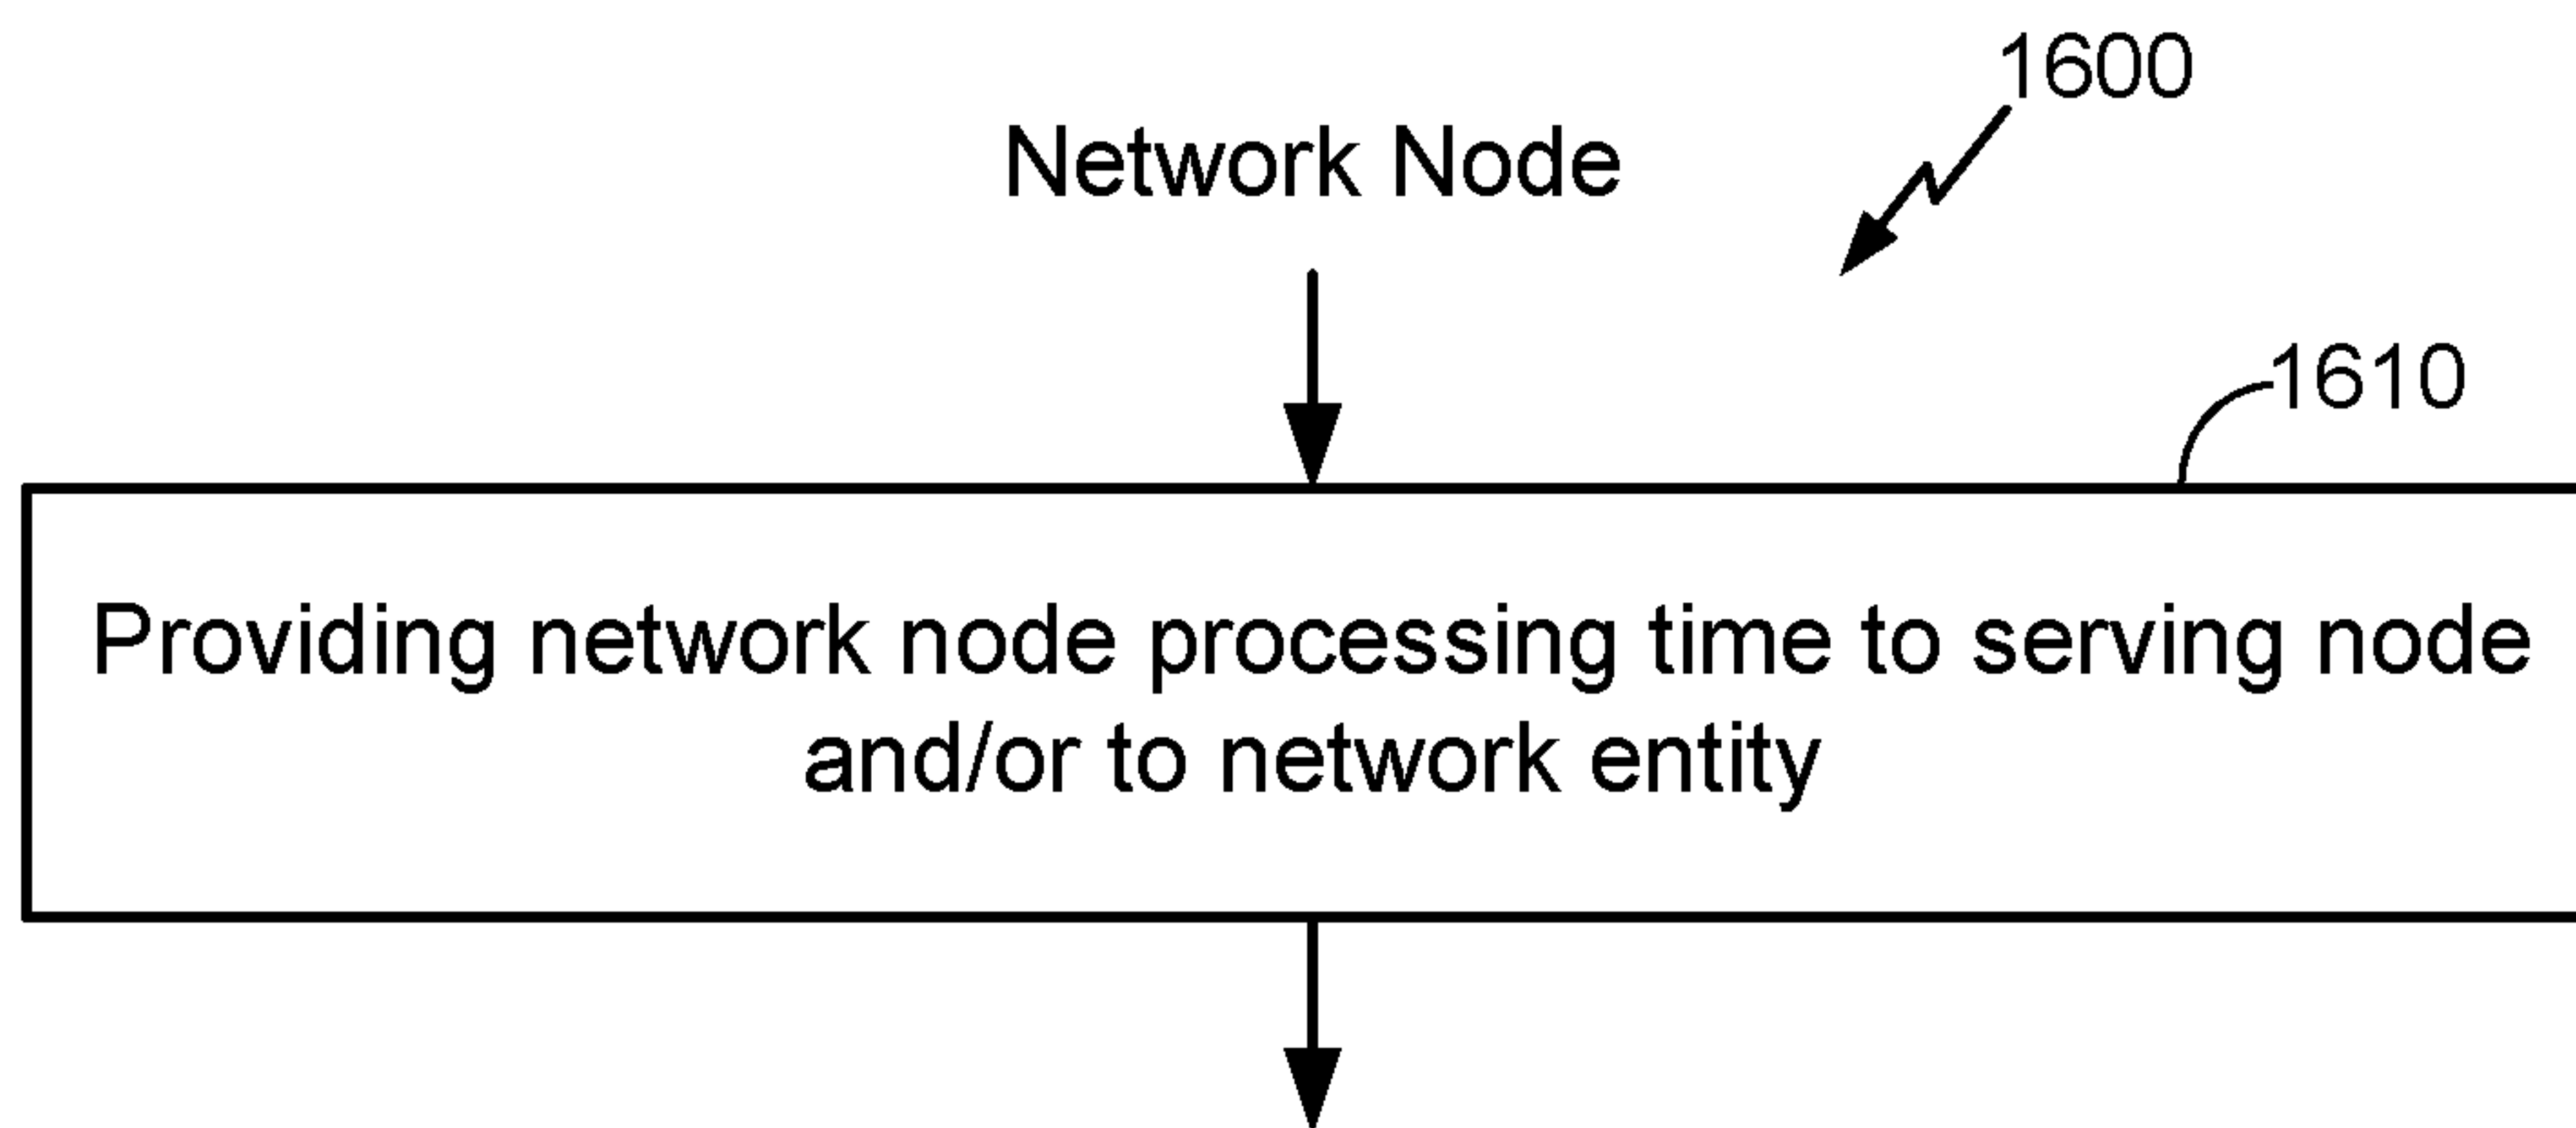 1600
Network Node
1610
Providing network node processing time to serving node
and/or to network entity